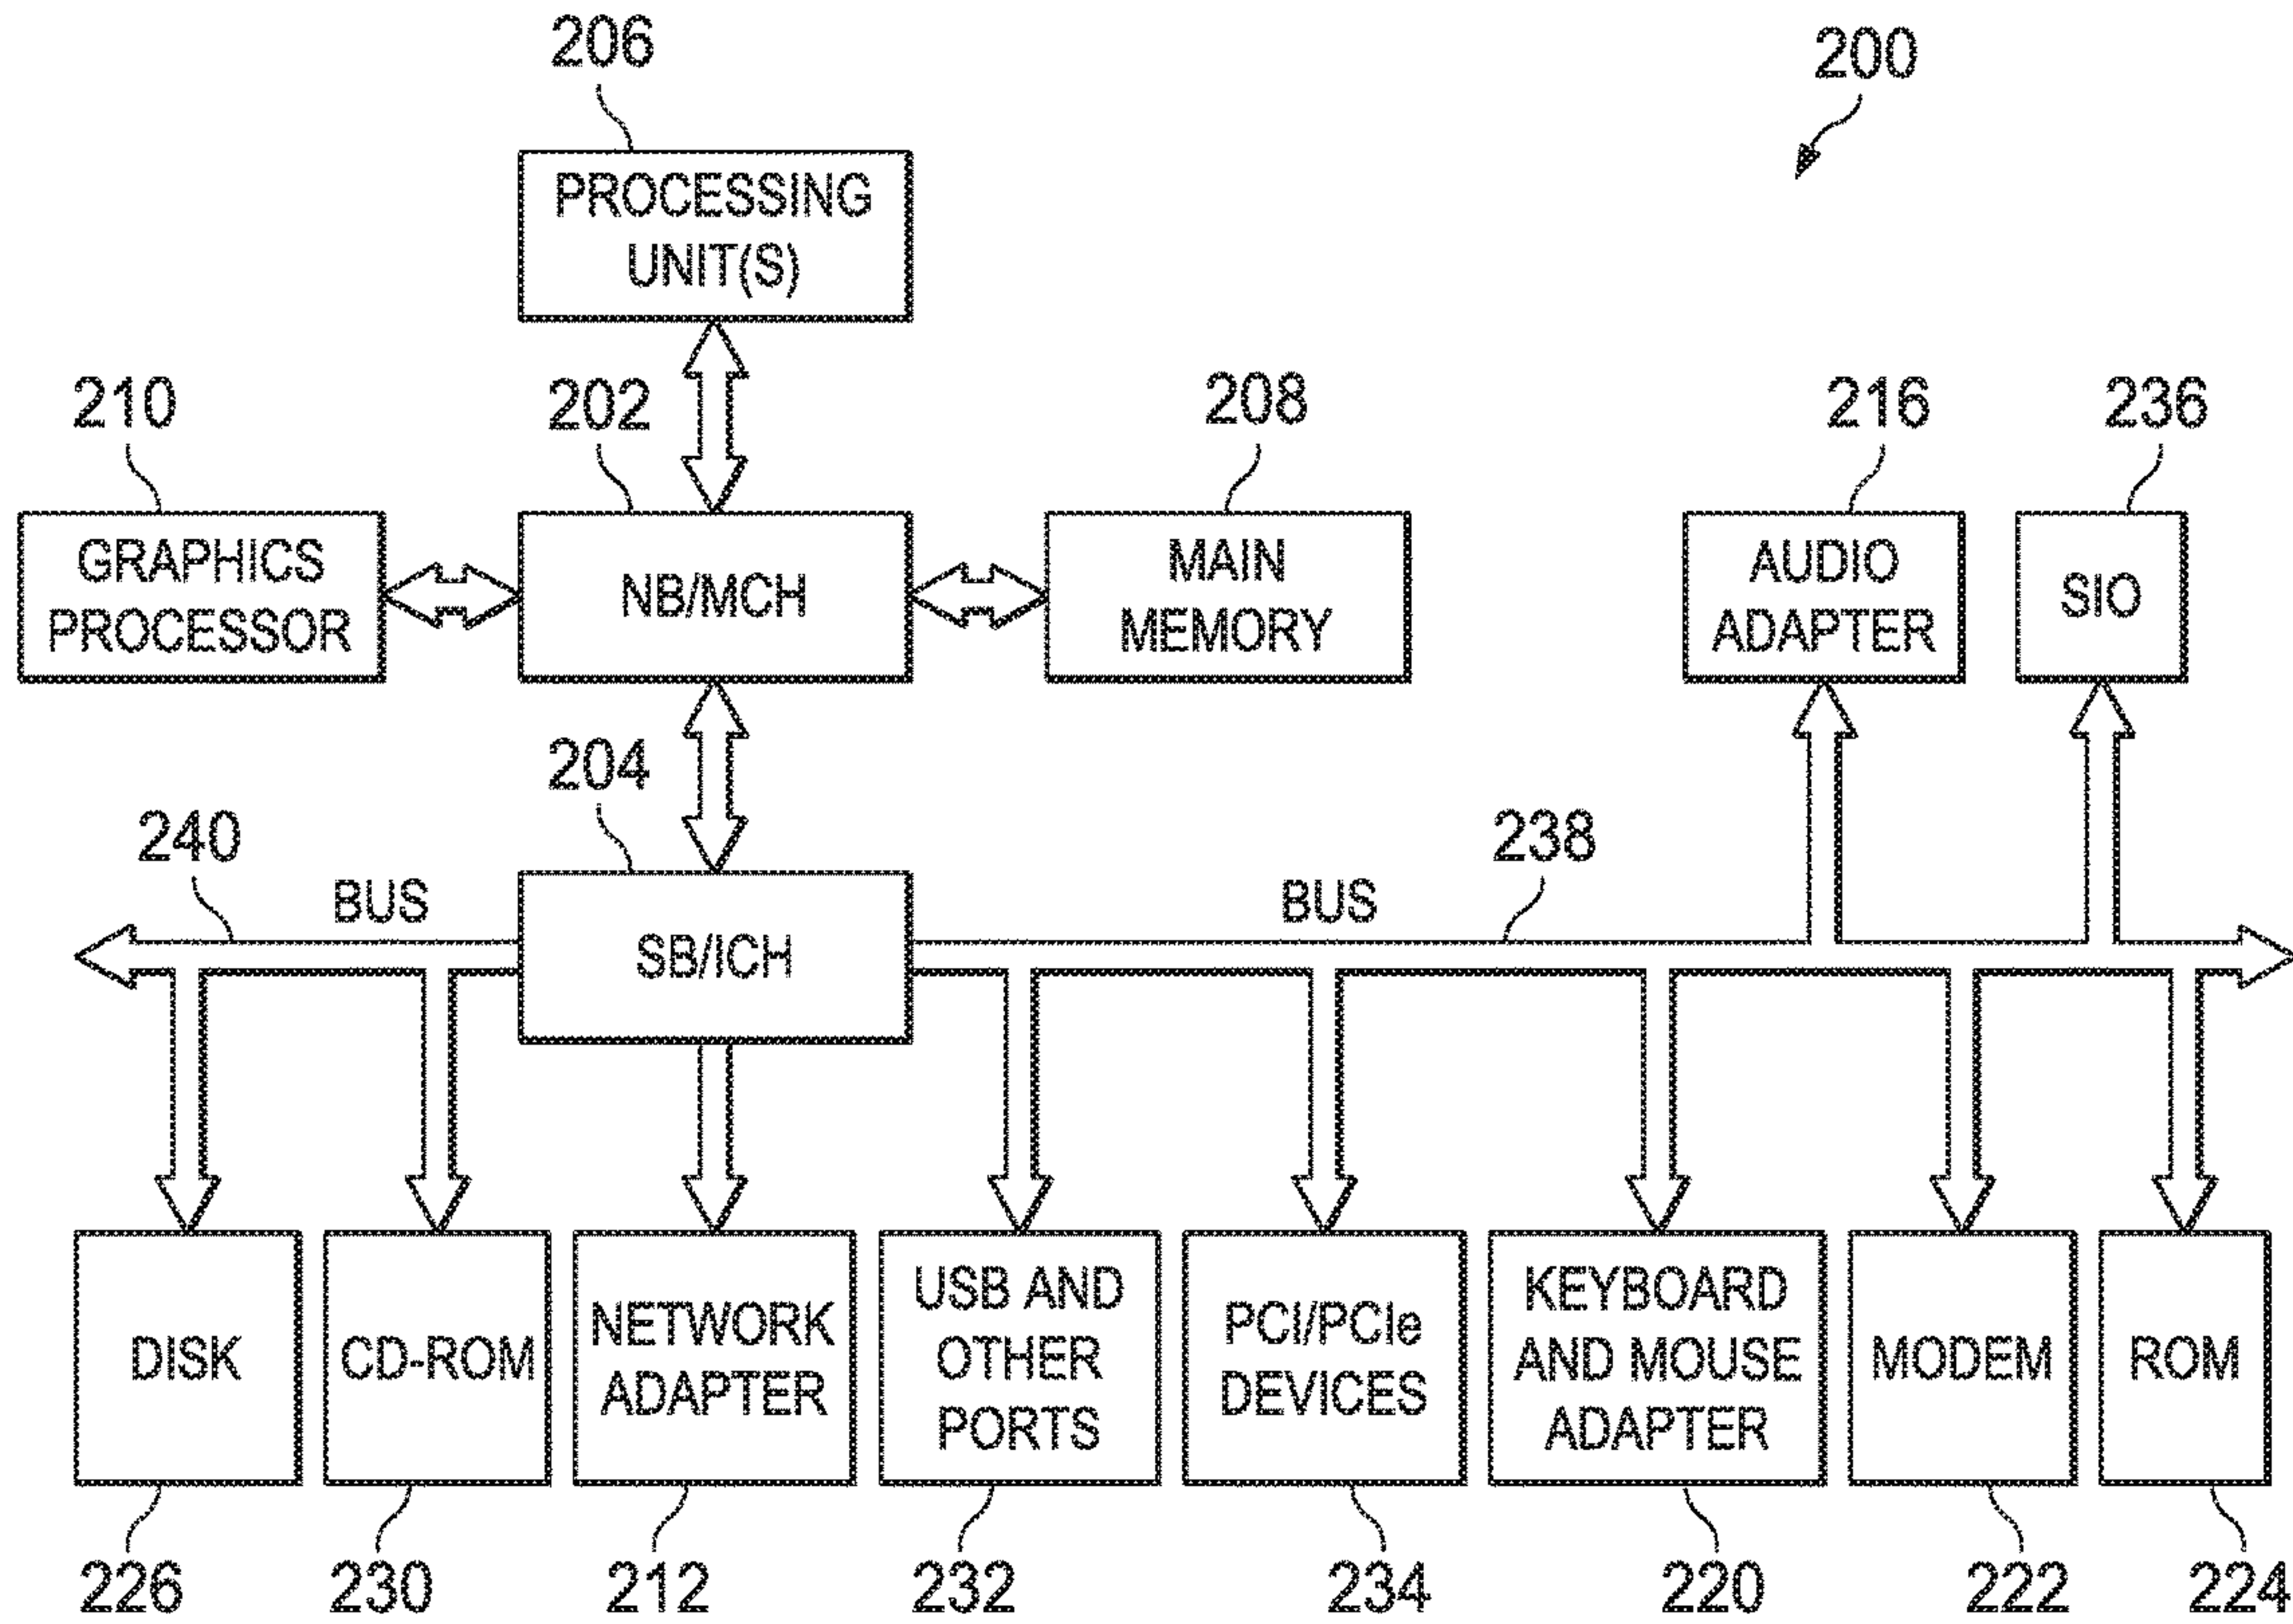 206
200
PROCESSING
UNIT(S)
210
202
208
216
236
GRAPHICS
PROCESSOR
NB/MCH
MAIN
MEMORY
AUDIO
ADAPTER
SIO
204
240
BUS
SB/ICH
BUS
238
DISK
CD-ROM
NETWORK
ADAPTER
USB AND
OTHER
PORTS
PCI/PCIe
DEVICES
KEYBOARD
AND MOUSE
ADAPTER
MODEM
ROM
226
230
212
232
234
220
222
224